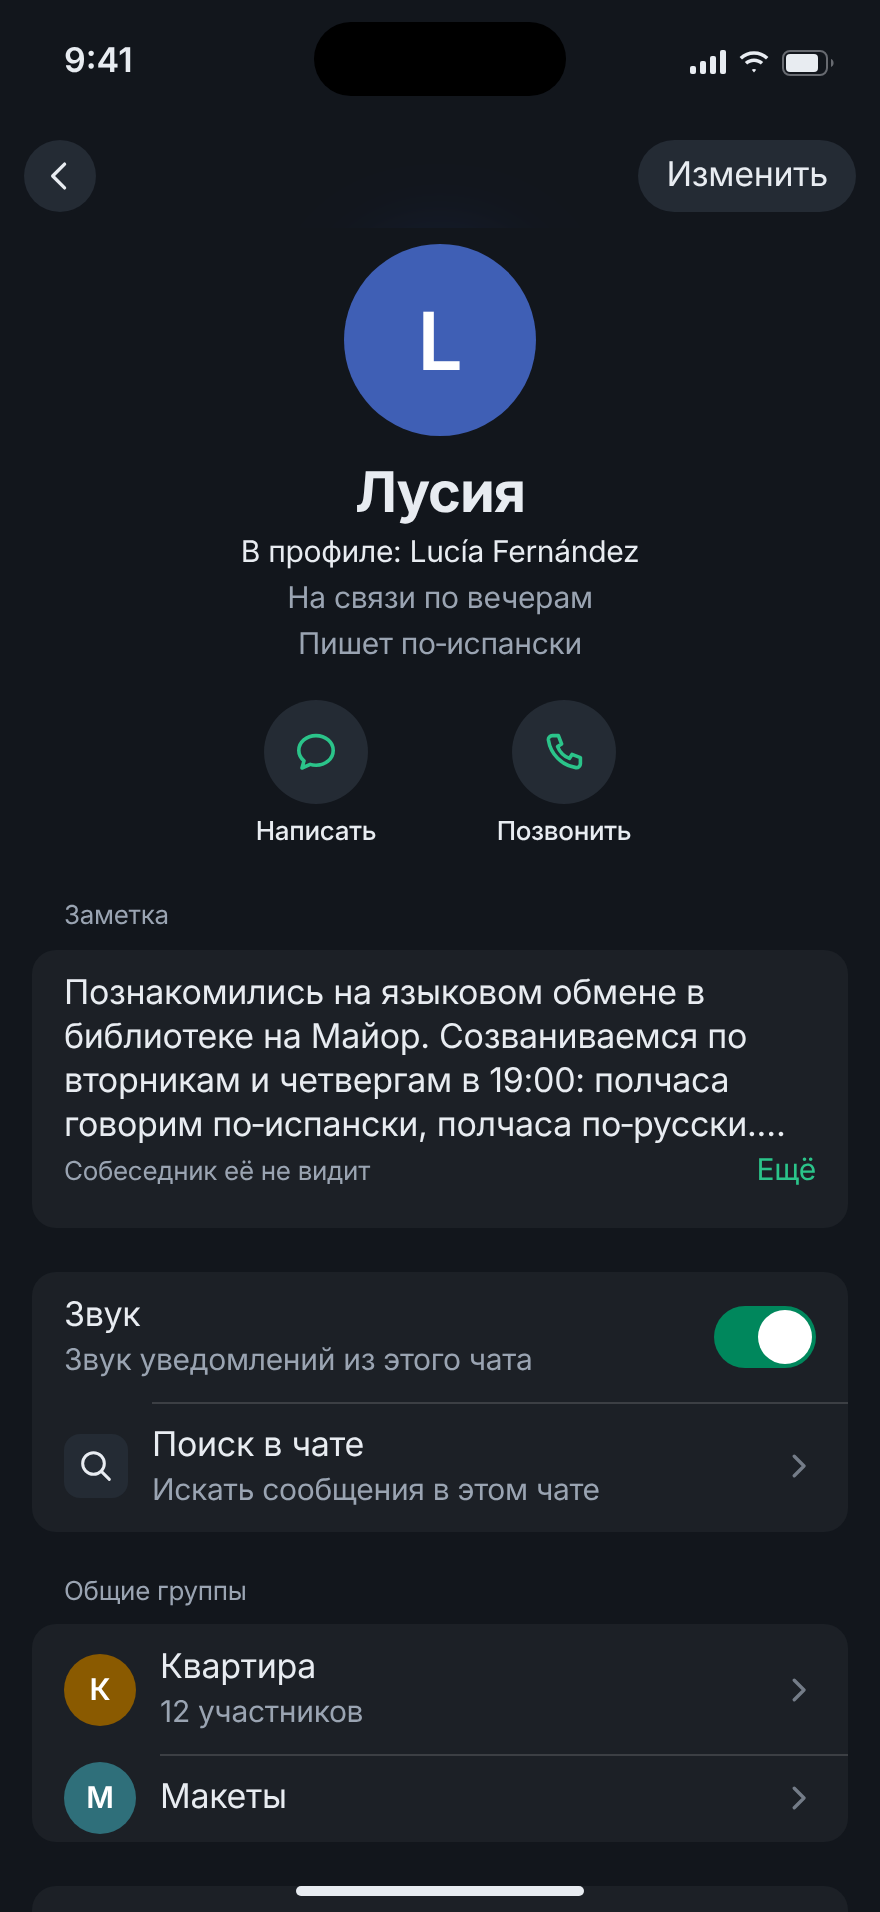 9:41
Изменить
L
Лусия
В профиле: Lucía Fernández
На связи по вечерам
Пишет по-испански
Написать
Позвонить
Заметка
Познакомились на языковом обмене в
библиотеке на Майор. Созваниваемся по
вторникам и четвергам в 19:00: полчаса
говорим по-испански, полчаса по-русски....
Собеседник её не видит
Ещё
Звук
Звук уведомлений из этого чата
Поиск в чате
Искать сообщения в этом чате
Общие группы
К
Квартира
12 участников
М
Макеты